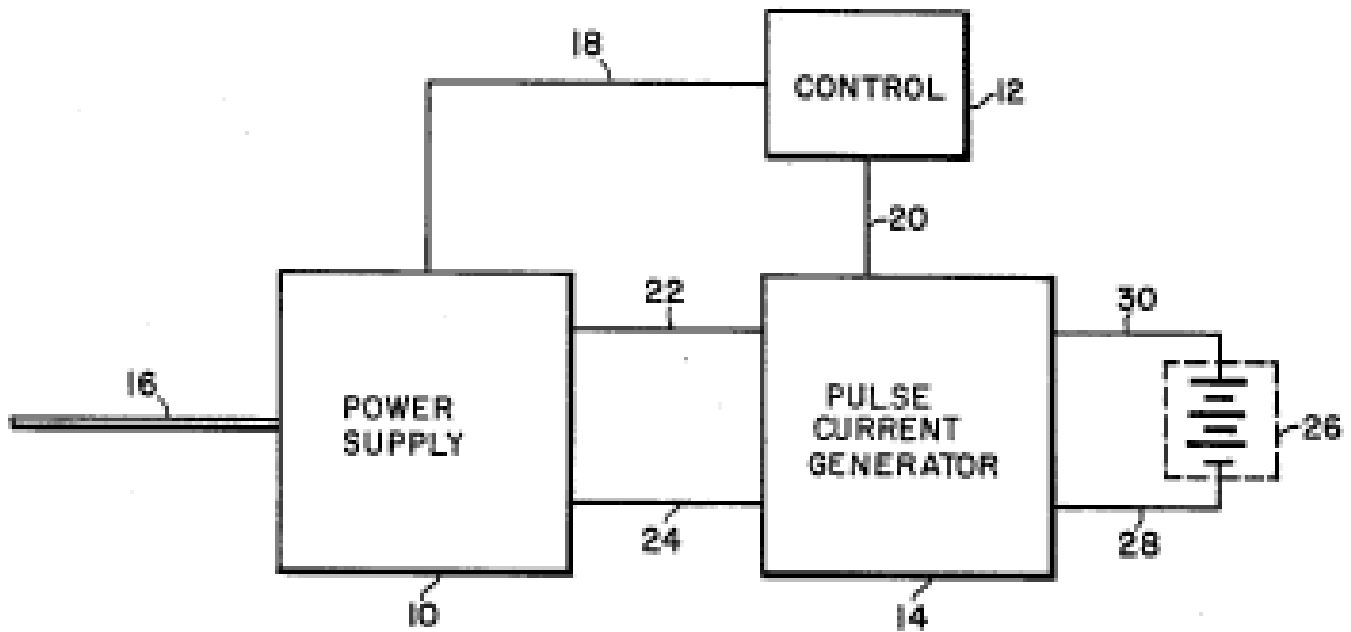 18
CONTROL
12
20
22
30
16
POWER
SUPPLY
PULSE
CURRENT
GENERATOR
26
24
28
10
14